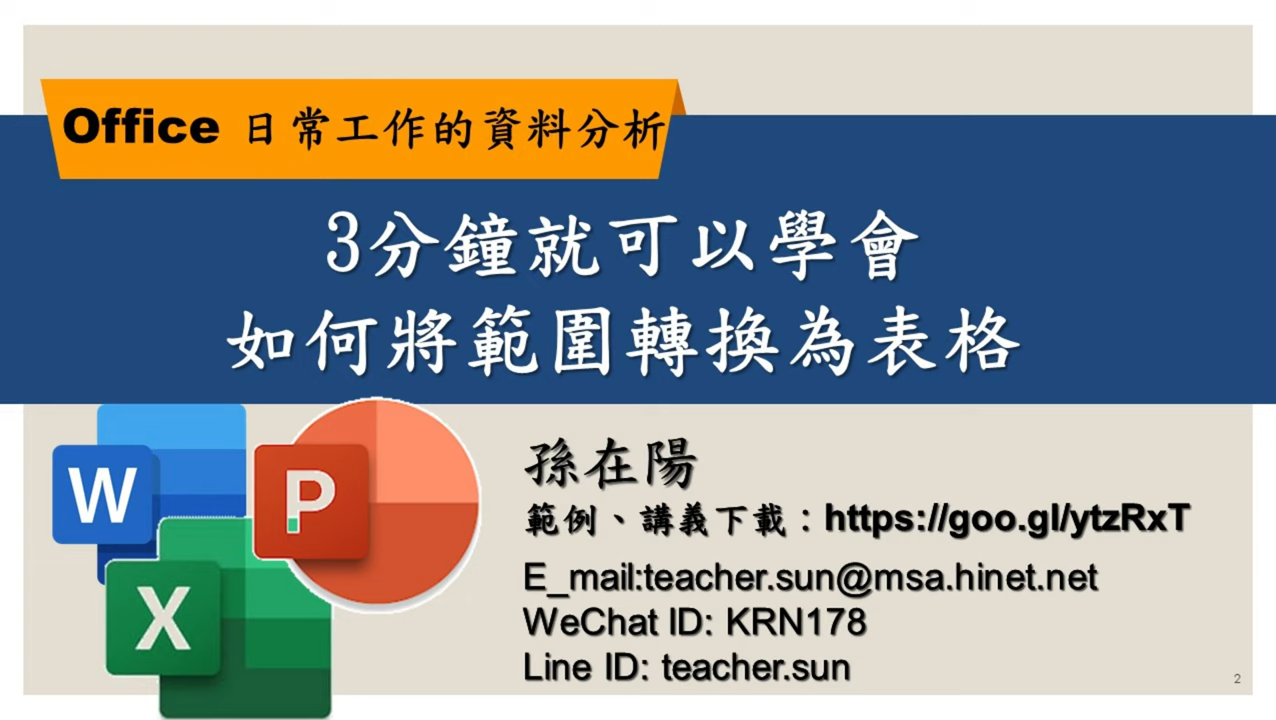 Office 日常工作的資料分析
3分鐘就可以學會
如何將範圍轉換為表格
孫在陽
範例、講義下載：https://goo.gl/ytzRxT
E_mail:teacher.sun@msa.hinet.net
WeChat ID: KRN178
Line ID: teacher.sun
W
P
X
2